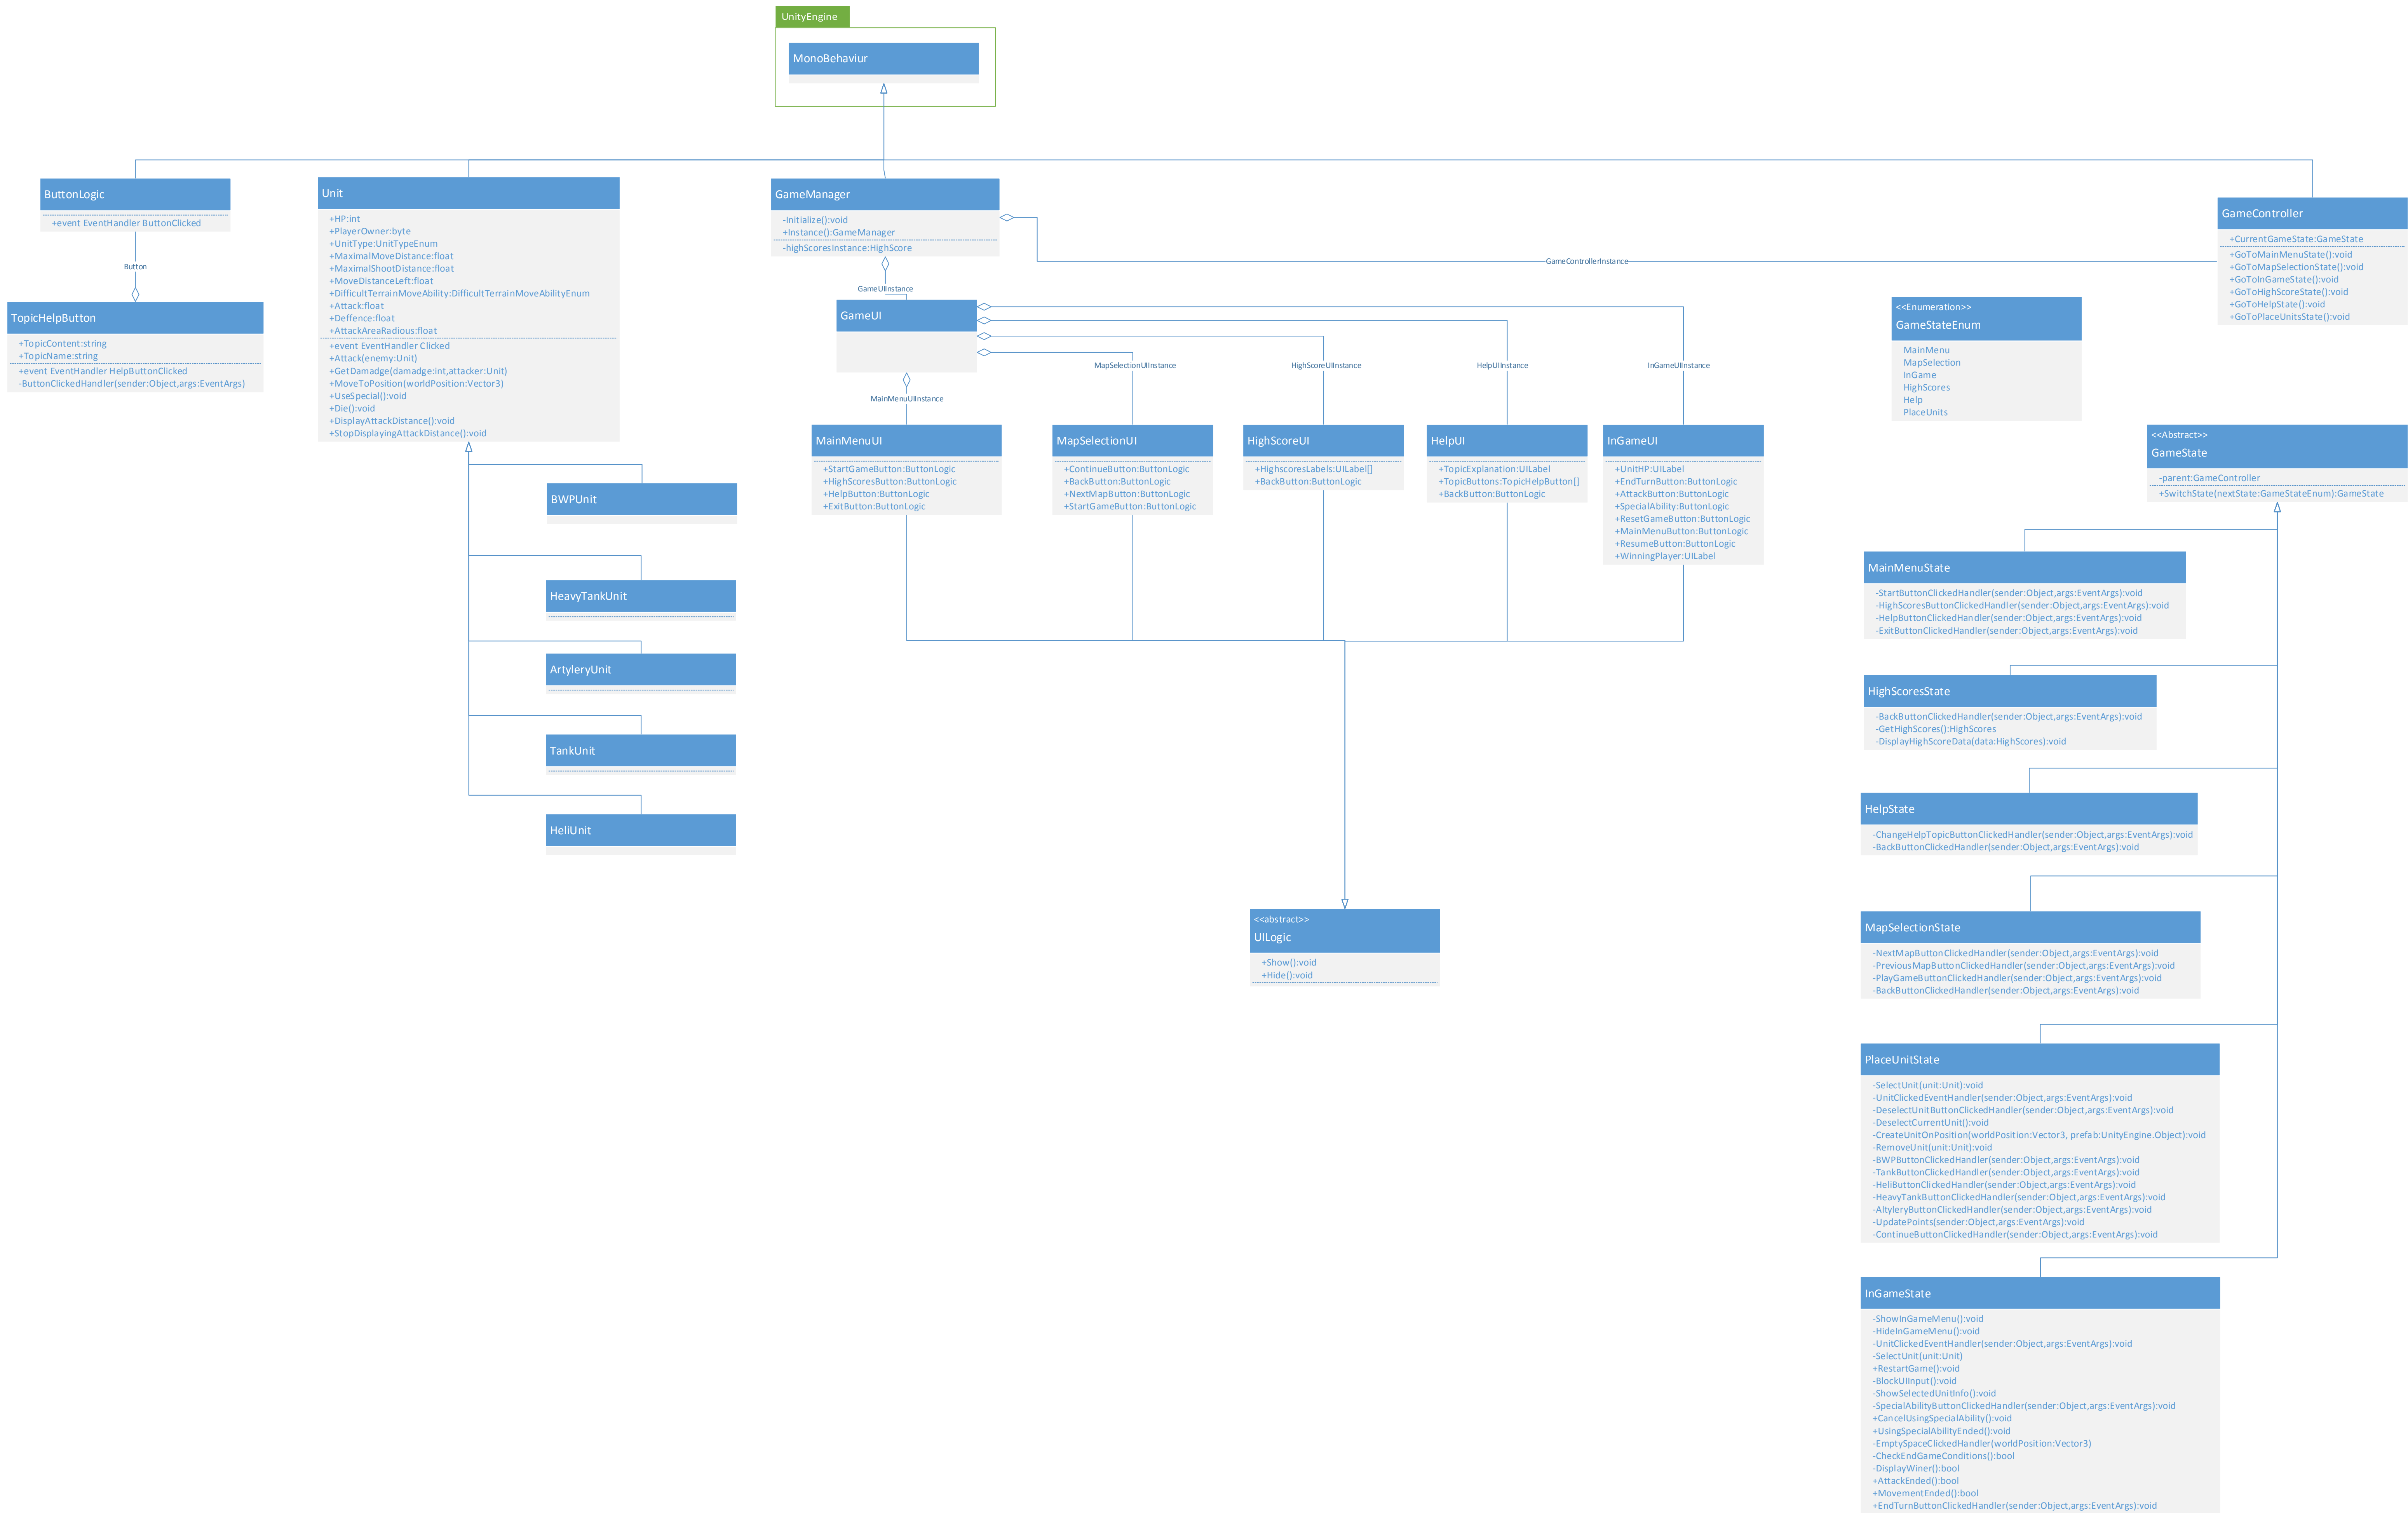 UnityEngine
MonoBehaviur
ButtonLogic
+event EventHandler ButtonClicked
Button
TopicHelpButton
+TopicContent:string
+TopicName:string
+event EventHandler HelpButtonClicked
-ButtonClickedHandler(sender:Object,args:EventArgs)
Unit
+HP:int
+PlayerOwner:byte
+UnitType:UnitTypeEnum
+MaximalMoveDistance:float
+MaximalShootDistance:float
+MoveDistanceLeft:float
+DifficultTerrainMoveAbility:DifficultTerrainMoveAbilityEnum
+Attack:float
+Deffence:float
+AttackAreaRadious:float
+event EventHandler Clicked
+Attack(enemy:Unit)
+GetDamadge(damadge:int,attacker:Unit)
+MoveToPosition(worldPosition:Vector3)
+UseSpecial():void
+Die():void
+DisplayAttackDistance():void
+StopDisplayingAttackDistance():void
BWPUnit
HeavyTankUnit
ArtyleryUnit
TankUnit
HeliUnit
GameManager
-Initialize():void
+Instance():GameManager
-highScoresInstance:HighScore
GameControllerInstance
GameUIInstance
GameUI
MainMenuUIInstance
MapSelectionUIInstance
HighScoreUIInstance
HelpUIInstance
InGameUIInstance
MainMenuUI
+StartGameButton:ButtonLogic
+HighScoresButton:ButtonLogic
+HelpButton:ButtonLogic
+ExitButton:ButtonLogic
MapSelectionUI
+ContinueButton:ButtonLogic
+BackButton:ButtonLogic
+NextMapButton:ButtonLogic
+StartGameButton:ButtonLogic
HighScoreUI
+HighscoresLabels:UILabel[]
+BackButton:ButtonLogic
HelpUI
+TopicExplanation:UILabel
+TopicButtons:TopicHelpButton[]
+BackButton:ButtonLogic
InGameUI
+UnitHP:UILabel
+EndTurnButton:ButtonLogic
+AttackButton:ButtonLogic
+SpecialAbility:ButtonLogic
+ResetGameButton:ButtonLogic
+MainMenuButton:ButtonLogic
+ResumeButton:ButtonLogic
+WinningPlayer:UILabel
<<abstract>>
UILogic
+Show():void
+Hide():void
GameController
+CurrentGameState:GameState
+GoToMainMenuState():void
+GoToMapSelectionState():void
+GoToInGameState():void
+GoToHighScoreState():void
+GoToHelpState():void
+GoToPlaceUnitsState():void
<<Enumeration>>
GameStateEnum
MainMenu
MapSelection
InGame
HighScores
Help
PlaceUnits
<<Abstract>>
GameState
-parent:GameController
+SwitchState(nextState:GameStateEnum):GameState
MainMenuState
-StartButtonClickedHandler(sender:Object,args:EventArgs):void
-HighScoresButtonClickedHandler(sender:Object,args:EventArgs):void
-HelpButtonClickedHandler(sender:Object,args:EventArgs):void
-ExitButtonClickedHandler(sender:Object,args:EventArgs):void
HighScoresState
-BackButtonClickedHandler(sender:Object,args:EventArgs):void
-GetHighScores():HighScores
-DisplayHighScoreData(data:HighScores):void
HelpState
-ChangeHelpTopicButtonClickedHandler(sender:Object,args:EventArgs):void
-BackButtonClickedHandler(sender:Object,args:EventArgs):void
MapSelectionState
-NextMapButtonClickedHandler(sender:Object,args:EventArgs):void
-PreviousMapButtonClickedHandler(sender:Object,args:EventArgs):void
-PlayGameButtonClickedHandler(sender:Object,args:EventArgs):void
-BackButtonClickedHandler(sender:Object,args:EventArgs):void
PlaceUnitState
-SelectUnit(unit:Unit):void
-UnitClickedEventHandler(sender:Object,args:EventArgs):void
-DeselectUnitButtonClickedHandler(sender:Object,args:EventArgs):void
-DeselectCurrentUnit():void
-CreateUnitOnPosition(worldPosition:Vector3, prefab:UnityEngine.Object):void
-RemoveUnit(unit:Unit):void
-BWPButtonClickedHandler(sender:Object,args:EventArgs):void
-TankButtonClickedHandler(sender:Object,args:EventArgs):void
-HeliButtonClickedHandler(sender:Object,args:EventArgs):void
-HeavyTankButtonClickedHandler(sender:Object,args:EventArgs):void
-AltyleryButtonClickedHandler(sender:Object,args:EventArgs):void
-UpdatePoints(sender:Object,args:EventArgs):void
-ContinueButtonClickedHandler(sender:Object,args:EventArgs):void
InGameState
-ShowInGameMenu():void
-HideInGameMenu():void
-UnitClickedEventHandler(sender:Object,args:EventArgs):void
-SelectUnit(unit:Unit)
+RestartGame():void
-BlockUIInput():void
-ShowSelectedUnitInfo():void
-SpecialAbilityButtonClickedHandler(sender:Object,args:EventArgs):void
+CancelUsingSpecialAbility():void
+UsingSpecialAbilityEnded():void
-EmptySpaceClickedHandler(worldPosition:Vector3)
-CheckEndGameConditions():bool
-DisplayWiner():bool
+AttackEnded():bool
+MovementEnded():bool
+EndTurnButtonClickedHandler(sender:Object,args:EventArgs):void